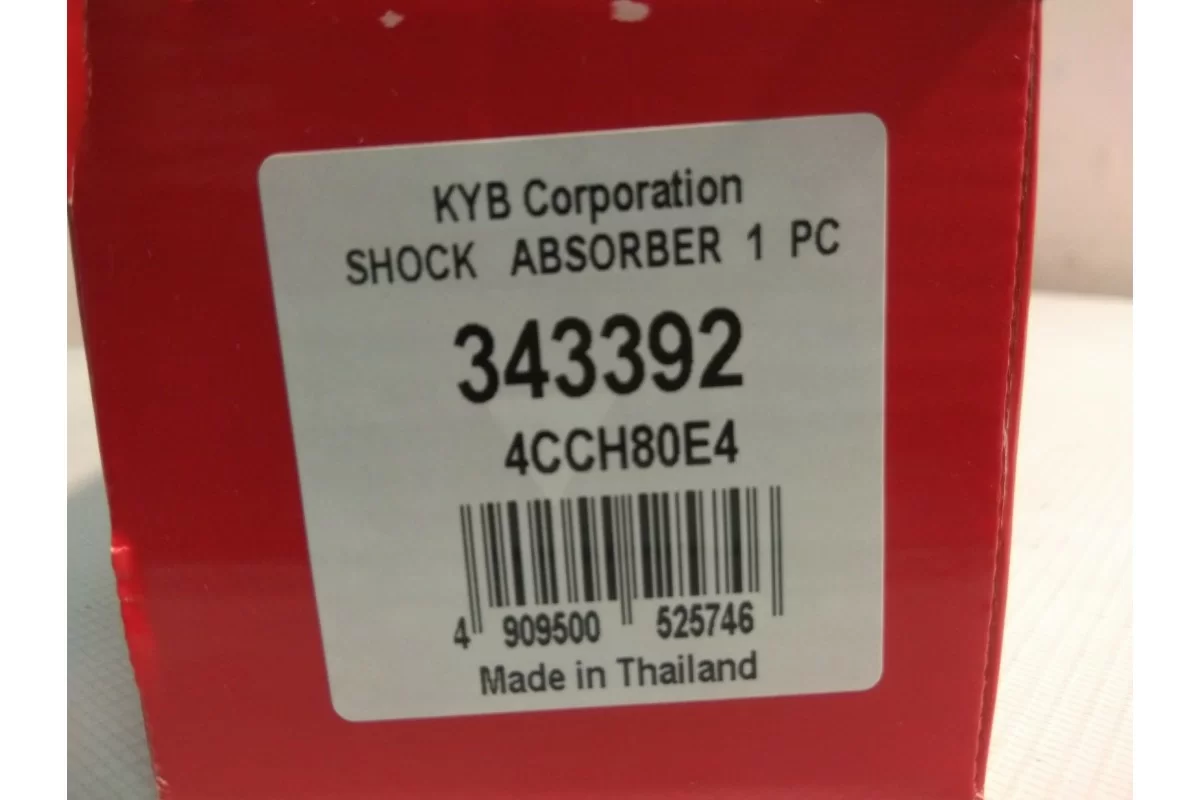 KYB Corporation
SHOCK ABSORBER 1 PC
343392
4CCH80E4
4 909500 525746
Made in Thailand